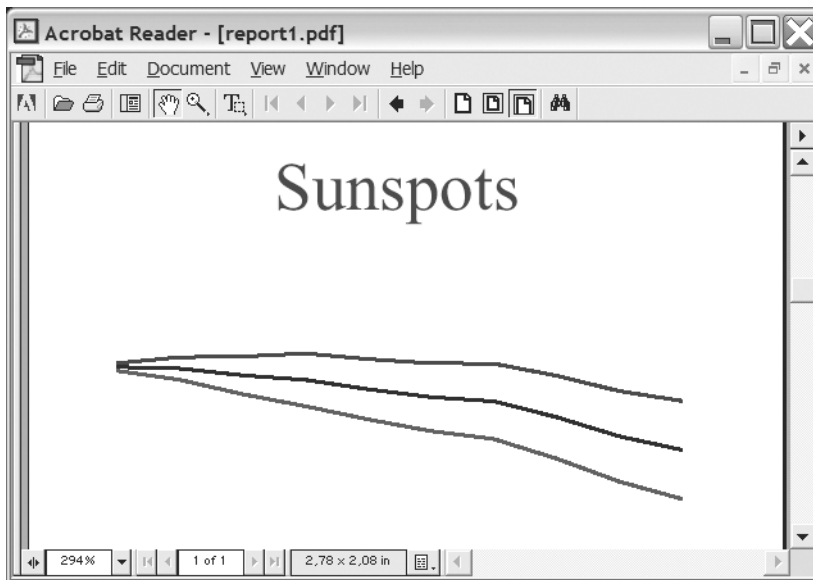 Acrobat Reader - [report1.pdf]
File Edit Document View Window Help
Sunspots
294% 1 of 1 2,78 x 2,08 in